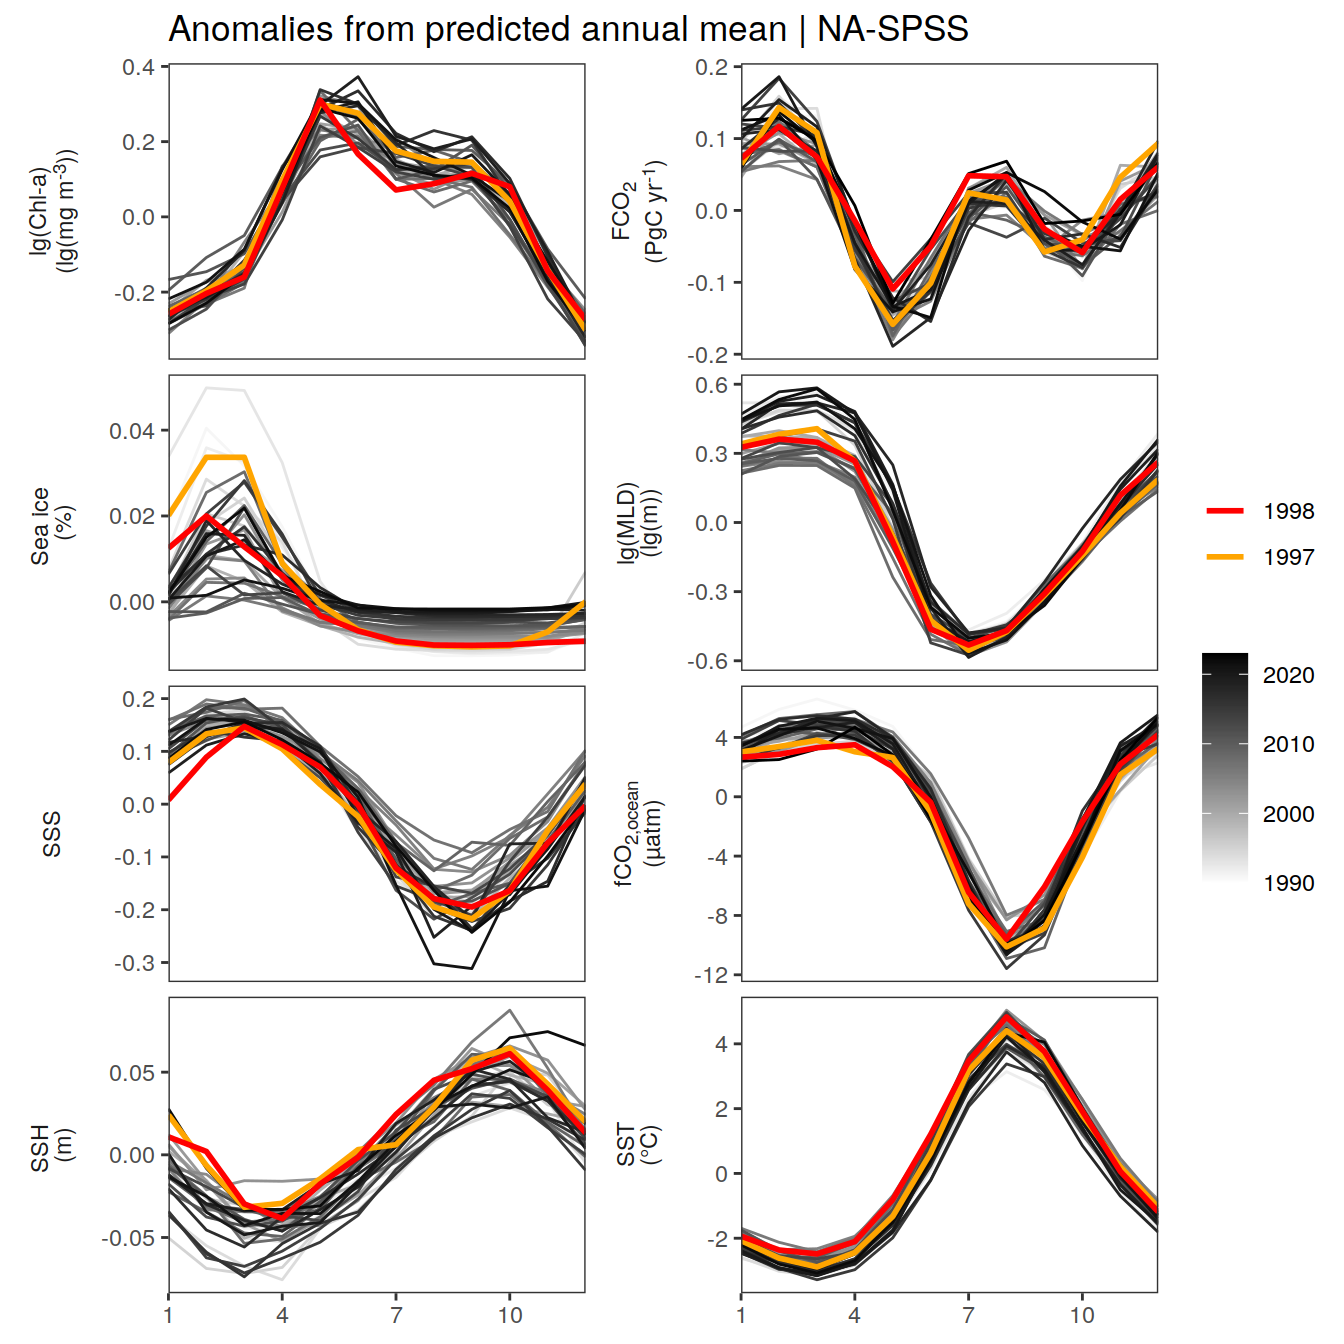 Anomalies from predicted annual mean | NA-SPSS
lg(Chl-a)
(lg(mg m⁻³))
0.4
0.2
0.0
-0.2
FCO₂
(PgC yr⁻¹)
0.2
0.1
0.0
-0.1
-0.2
Sea ice
(%)
0.04
0.02
0.00
lg(MLD)
(lg(m))
0.6
0.3
0.0
-0.3
-0.6
SSS
0.2
0.1
0.0
-0.1
-0.2
-0.3
fCO₂,ocean
(µatm)
4
0
-4
-8
-12
SSH
(m)
0.05
0.00
-0.05
1 4 7 10
SST
(°C)
4
2
0
-2
1 4 7 10
1998
1997
2020
2010
2000
1990